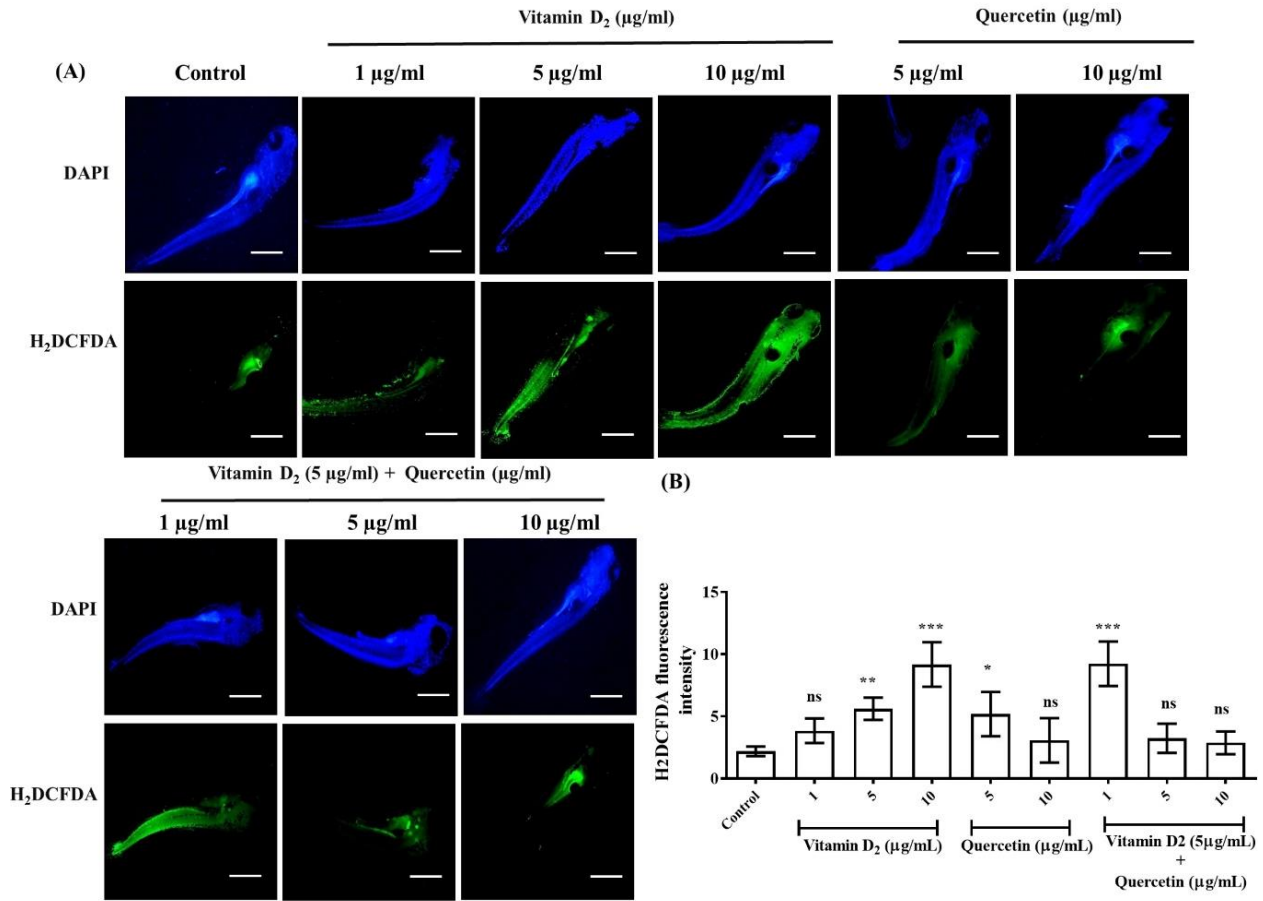 Vitamin D₂ (µg/ml)
Quercetin (µg/ml)
(A)
Control
1 µg/ml
5 µg/ml
10 µg/ml
5 µg/ml
10 µg/ml
DAPI
H₂DCFDA
Vitamin D₂ (5 µg/ml) + Quercetin (µg/ml)
1 µg/ml
5 µg/ml
10 µg/ml
DAPI
H₂DCFDA
(B)
H2DCFDA fluorescence
intensity
15
10
5
0
ns
**
***
*
ns
***
ns
ns
Control
1
5
10
5
10
1
5
10
Vitamin D₂ (µg/mL)
Quercetin (µg/mL)
Vitamin D2 (5µg/mL)
+
Quercetin (µg/mL)